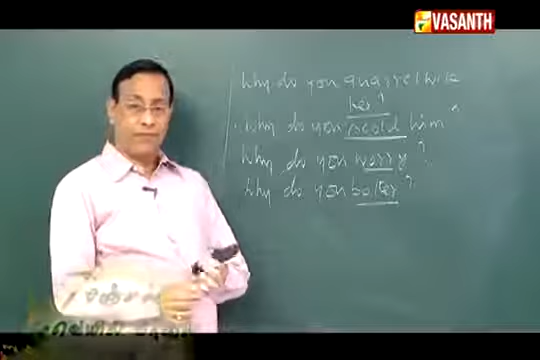 VASANTH
Why do you quarrel with
her?
Why do you scold him?
Why do you worry?
Why do you bother?